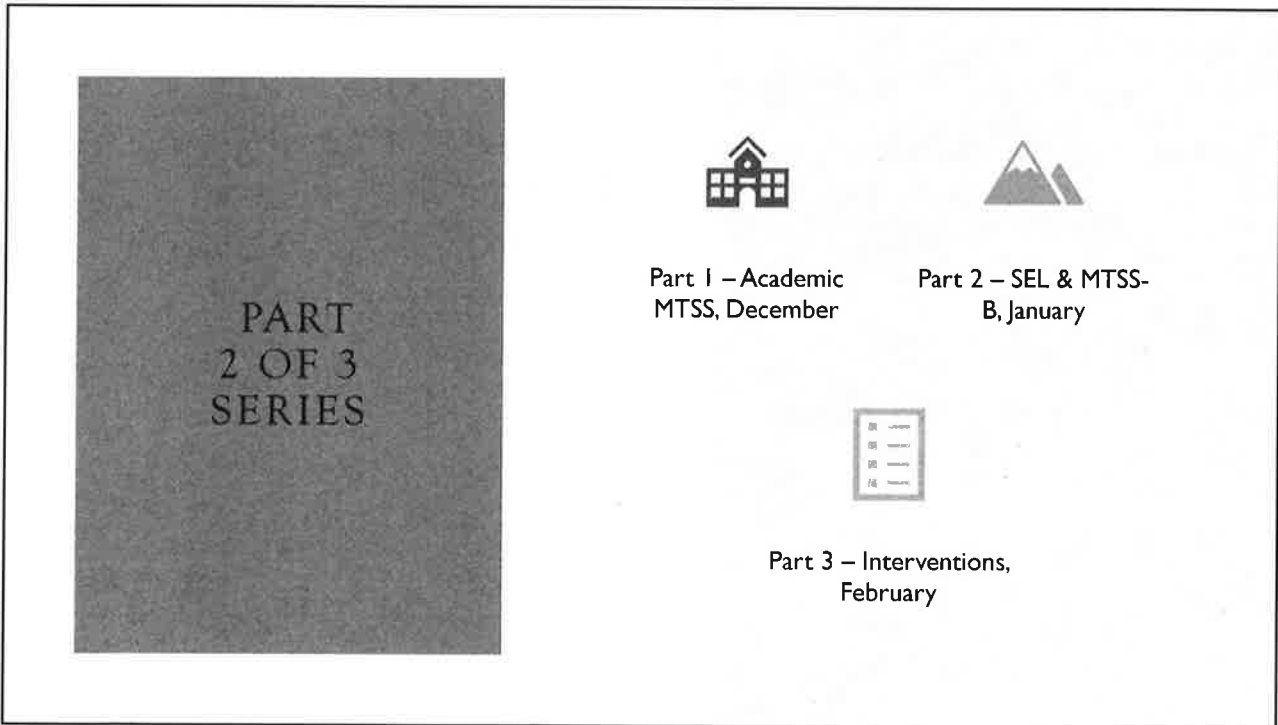 PART
2 OF 3
SERIES
Part 1 – Academic
MTSS, December
Part 2 – SEL & MTSS-
B, January
Part 3 – Interventions,
February